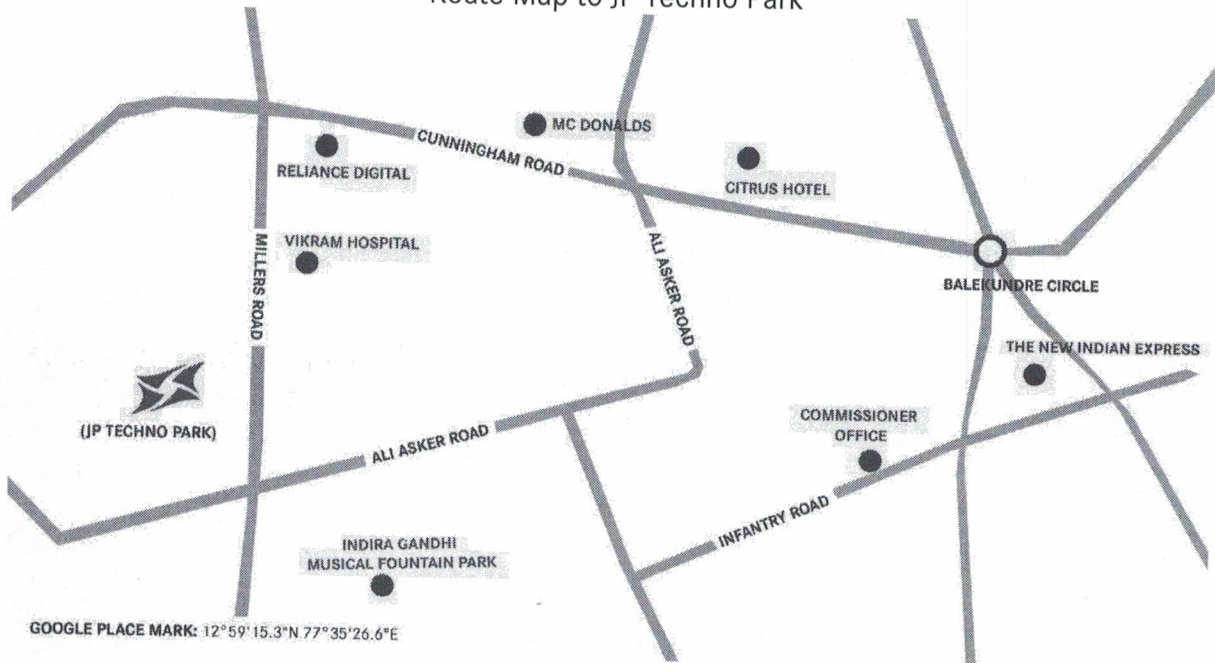 Route Map to JP Techno Park
MC DONALDS
CUNNINGHAM ROAD
RELIANCE DIGITAL
CITRUS HOTEL
VIKRAM HOSPITAL
MILLERS ROAD
ALI ASKER ROAD
BALEKUNDRE CIRCLE
THE NEW INDIAN EXPRESS
(JP TECHNO PARK)
COMMISSIONER
OFFICE
ALI ASKER ROAD
INFANTRY ROAD
INDIRA GANDHI
MUSICAL FOUNTAIN PARK
GOOGLE PLACE MARK: 12°59'15.3"N 77°35'26.6"E